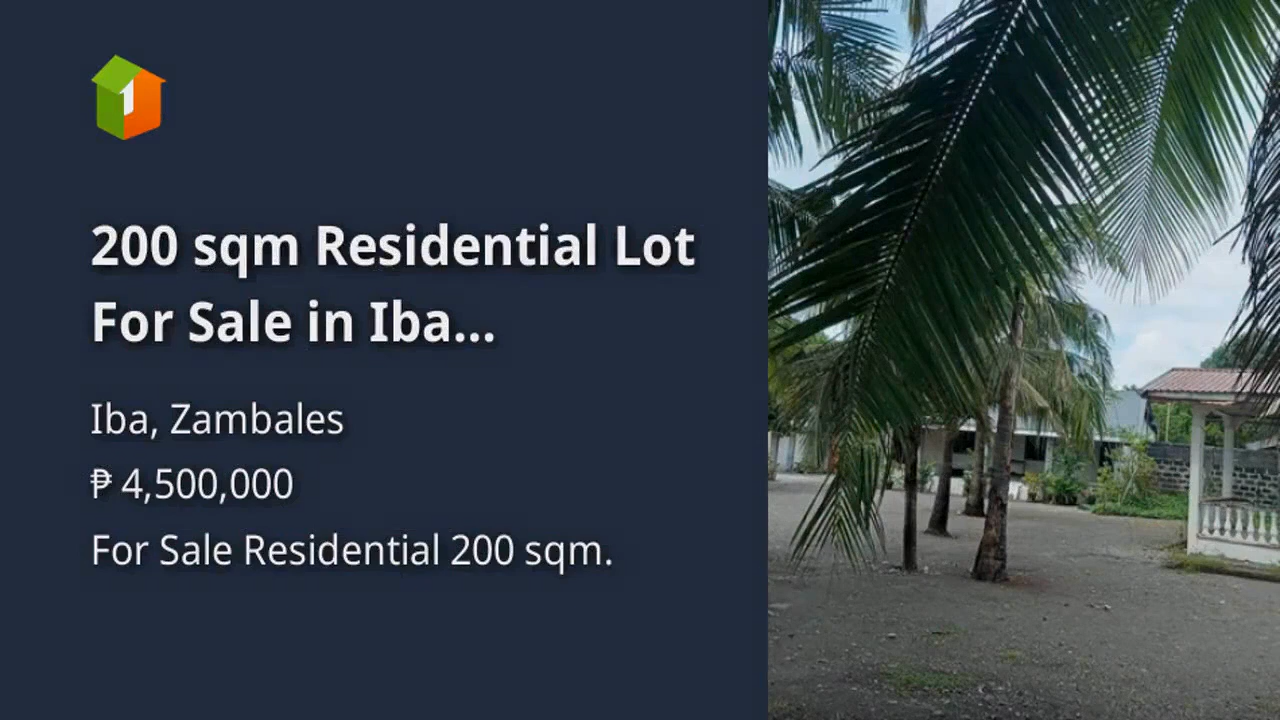 200 sqm Residential Lot
For Sale in Iba...
Iba, Zambales
₱ 4,500,000
For Sale Residential 200 sqm.